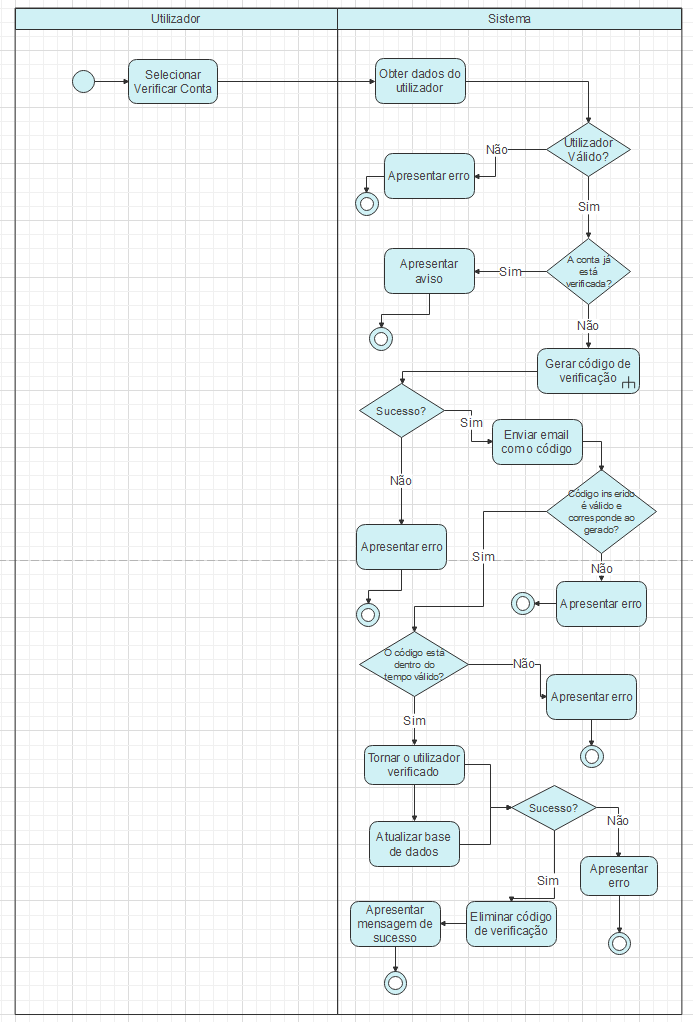 Utilizador
Sistema
Selecionar
Verificar Conta
Obter dados do
utilizador
Utilizador
Válido?
Não
Apresentar erro
Sim
A conta já
está
verificada?
Sim
Apresentar
aviso
Não
Gerar código de
verificação
Sucesso?
Sim
Enviar email
com o código
Não
Código inserido
é válido e
corresponde ao
gerado?
Apresentar erro
Sim
Não
Apresentar erro
O código está
dentro do
tempo válido?
Não
Apresentar erro
Sim
Tornar o utilizador
verificado
Sucesso?
Não
Atualizar base
de dados
Sim
Apresentar
erro
Eliminar código
de verificação
Apresentar
mensagem de
sucesso